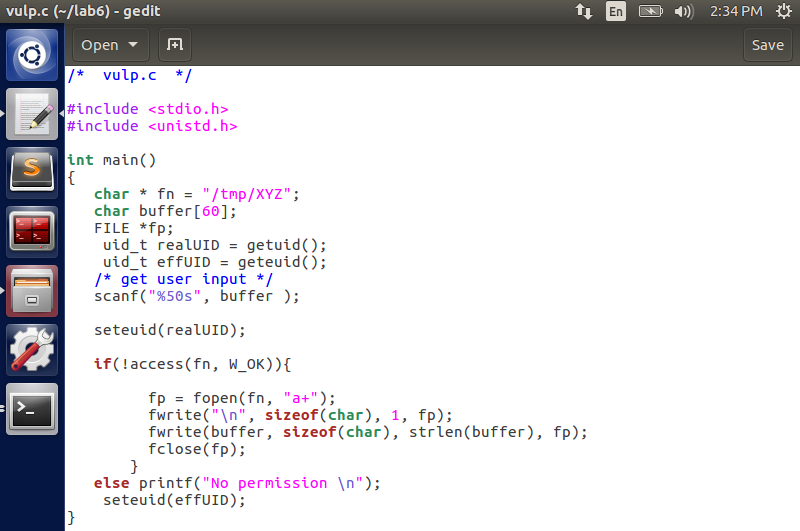 vulp.c (~/lab6) - gedit
En
2:34 PM
Open
Save
/*  vulp.c  */
#include <stdio.h>
#include <unistd.h>
int main()
{
   char * fn = "/tmp/XYZ";
   char buffer[60];
   FILE *fp;
    uid_t realUID = getuid();
    uid_t effUID = geteuid();
   /* get user input */
   scanf("%50s", buffer );
   seteuid(realUID);
   if(!access(fn, W_OK)){
         fp = fopen(fn, "a+");
         fwrite("\n", sizeof(char), 1, fp);
         fwrite(buffer, sizeof(char), strlen(buffer), fp);
         fclose(fp);
       }
   else printf("No permission \n");
    seteuid(effUID);
}